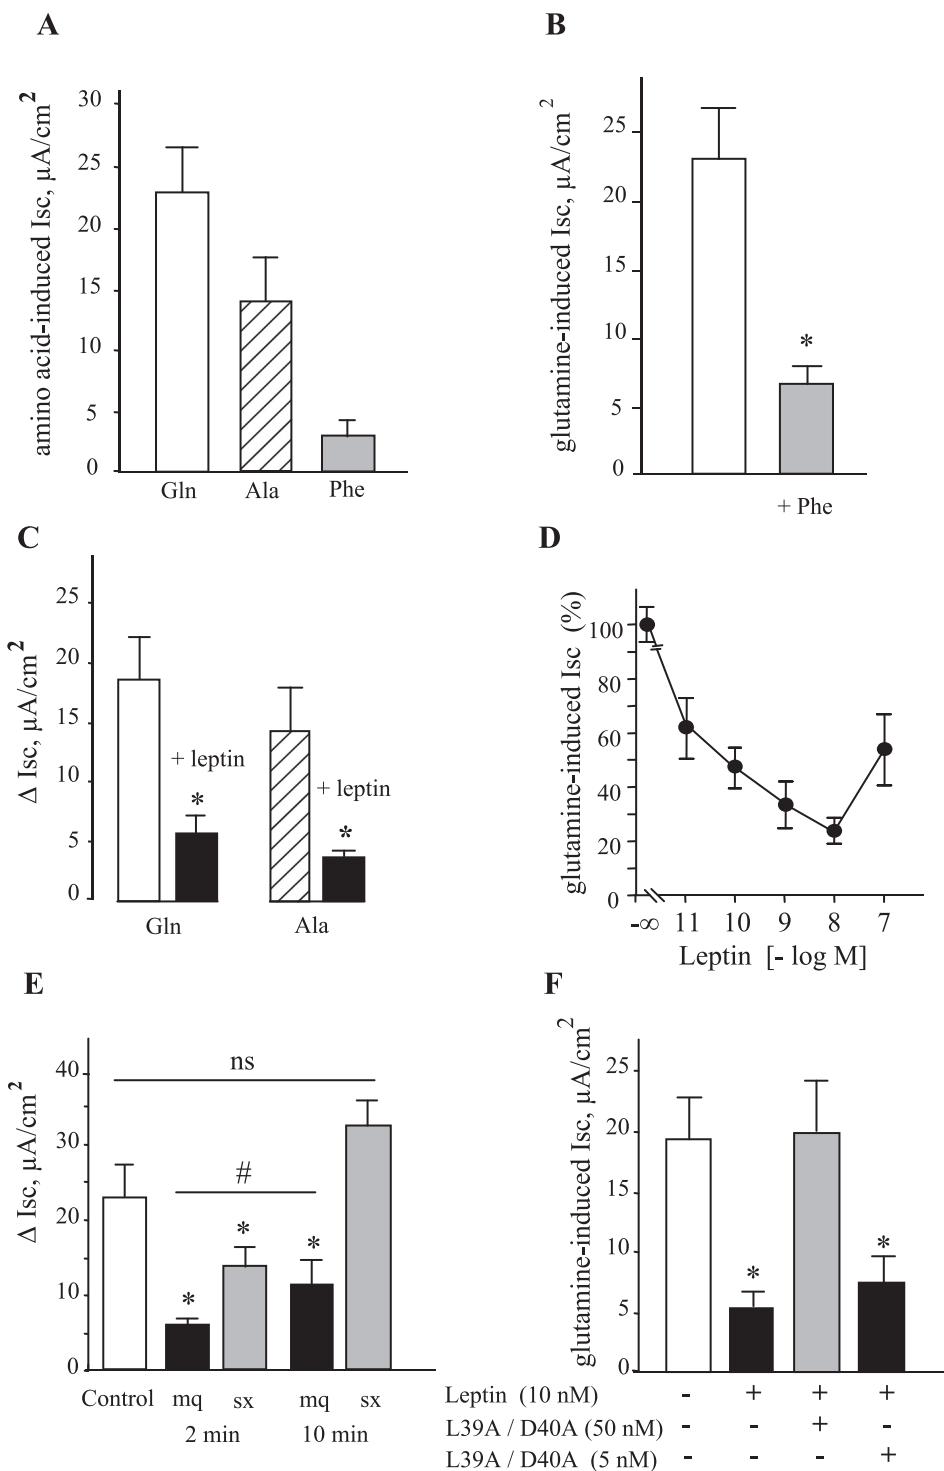 A
amino acid-induced Isc, µA/cm2
30
25
20
15
10
5
0
Gln Ala Phe
B
glutamine-induced Isc, µA/cm2
25
20
15
10
5
0
*
+ Phe
C
Δ Isc, µA/cm2
25
20
15
10
5
0
+ leptin
*
+ leptin
*
Gln Ala
D
glutamine-induced Isc (%)
100
80
60
40
20
0
-∞ 11 10 9 8 7
Leptin [- log M]
E
Δ Isc, µA/cm2
40
30
20
10
0
ns
#
* * *
Control mq sx mq sx
2 min 10 min
F
glutamine-induced Isc, µA/cm2
25
20
15
10
5
0
* *
Leptin (10 nM) - + + +
L39A / D40A (50 nM) - - + -
L39A / D40A (5 nM) - - - +